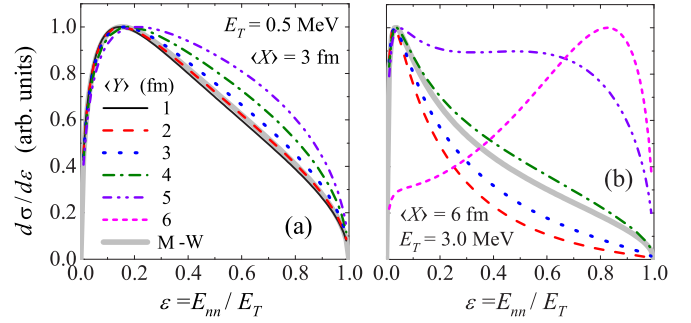 E_T = 0.5 MeV
⟨X⟩ = 3 fm
⟨Y⟩ (fm)
1
2
3
4
5
6
M-W
(a)
dσ/dε (arb. units)
1.0
0.8
0.6
0.4
0.2
0.0
0.0 0.2 0.4 0.6 0.8 1.0
ε = E_nn / E_T
(b)
⟨X⟩ = 6 fm
E_T = 3.0 MeV
0.0 0.2 0.4 0.6 0.8 1.0
ε = E_nn / E_T